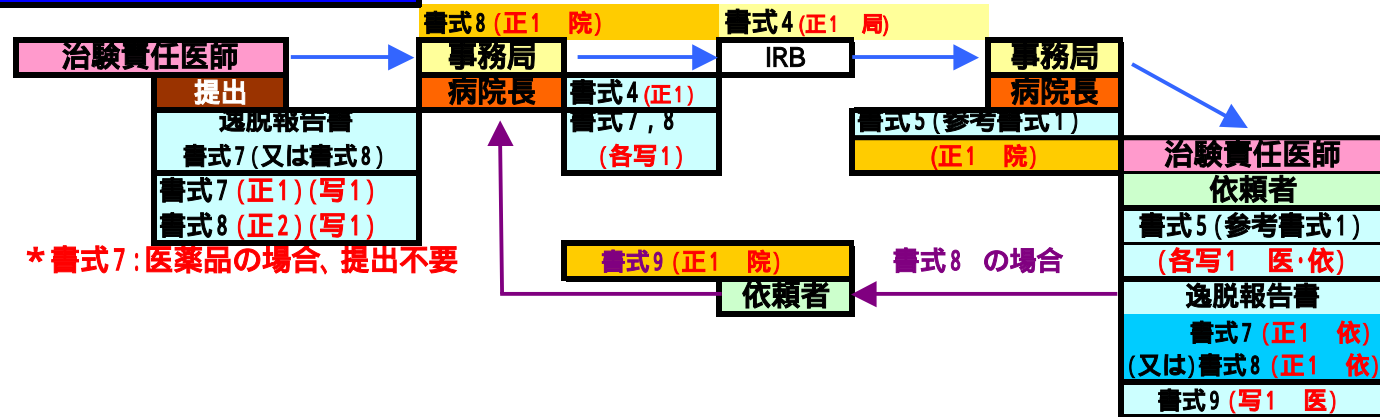 書式8(正1 院)
書式4(正1 局)
治験責任医師
事務局
IRB
事務局
提出
病院長
書式4(正1)
病院長
逸脱報告書
書式7,8
書式5(参考書式1)
書式7(又は書式8)
(各写1)
(正1 院)
治験責任医師
書式7(正1)(写1)
依頼者
書式8(正2)(写1)
書式5(参考書式1)
*書式7:医薬品の場合、提出不要
書式9(正1 院)
書式8 の場合
(各写1 医・依)
依頼者
逸脱報告書
書式7(正1 依)
(又は)書式8(正1 依)
書式9(写1 医)